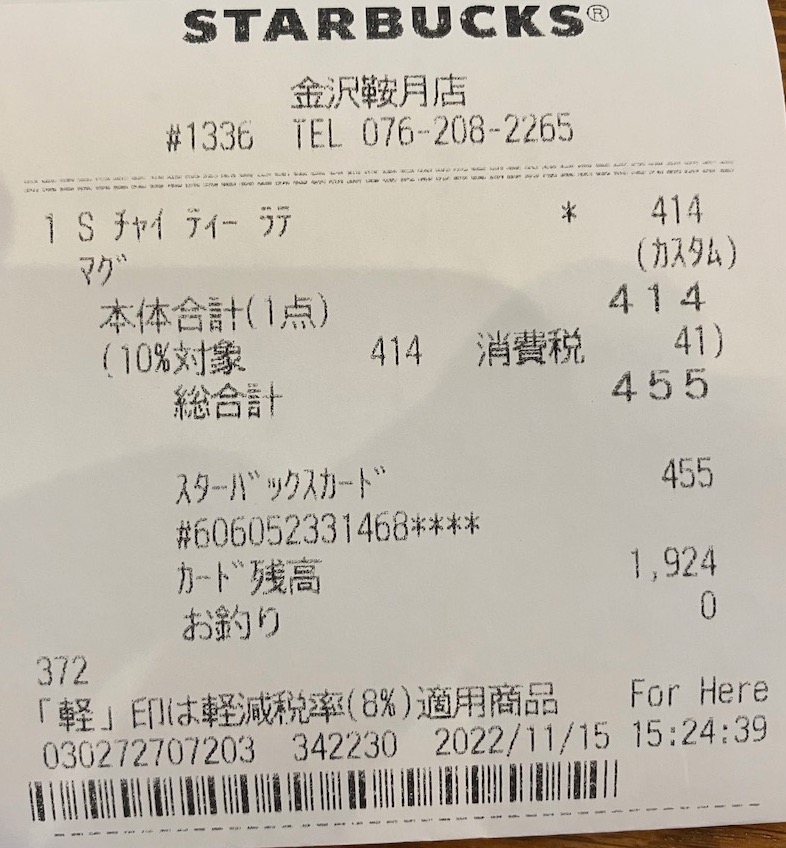 STARBUCKS®
金沢鞍月店
#1336 TEL 076-208-2265
1 S ﾁｬｲ ﾃｨｰ ﾗﾃ * 414
ﾏｸﾞ (ｶｽﾀﾑ)
本体合計(1点) 414
(10%対象 414 消費税 41)
総合計 455
ｽﾀｰﾊﾞｯｸｽｶｰﾄﾞ 455
#606052331468****
ｶｰﾄﾞ残高 1,924
お釣り 0
372
「軽」印は軽減税率(8%)適用商品 For Here
030272707203 342230 2022/11/15 15:24:39